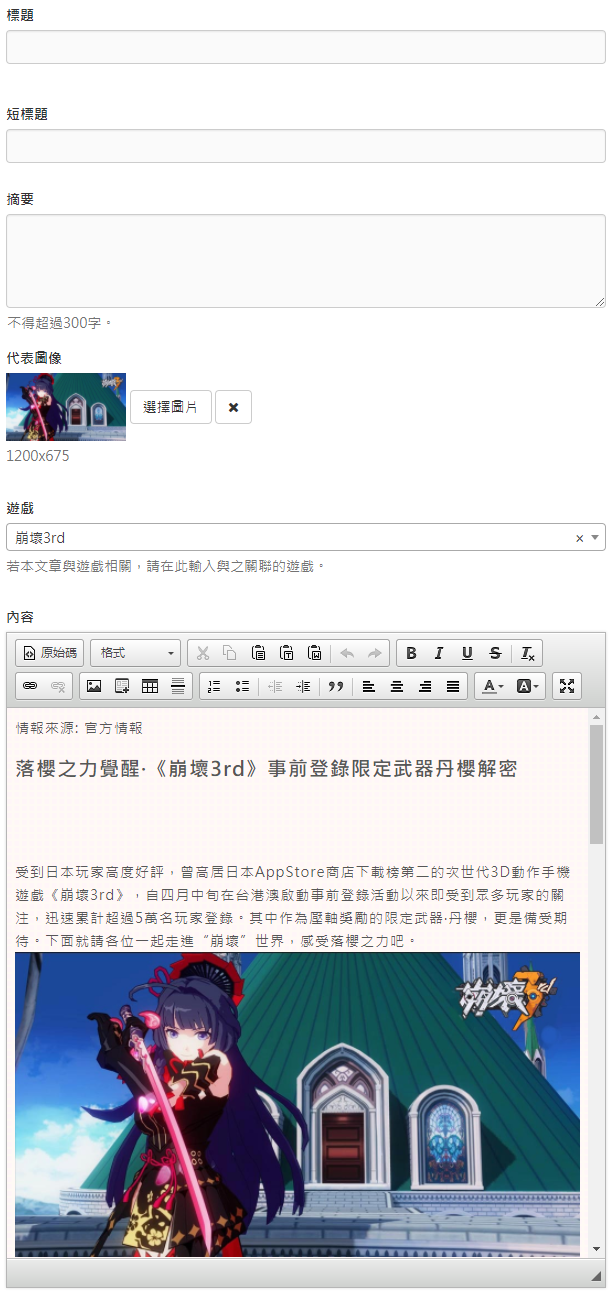 標題
短標題
摘要
不得超過300字。
代表圖像
崩壞3rd
選擇圖片
1200x675
遊戲
崩壞3rd
若本文章與遊戲相關，請在此輸入與之關聯的遊戲。
內容
原始碼 格式
B I U S Tx
A A
情報來源: 官方情報
落櫻之力覺醒·《崩壞3rd》事前登錄限定武器丹櫻解密
受到日本玩家高度好評，曾高居日本AppStore商店下載榜第二的次世代3D動作手機
遊戲《崩壞3rd》，自四月中旬在台港澳啟動事前登錄活動以來即受到眾多玩家的關
注，迅速累計超過5萬名玩家登錄。其中作為壓軸獎勵的限定武器·丹櫻，更是備受期
待。下面就請各位一起走進“崩壞”世界，感受落櫻之力吧。
崩壞3rd